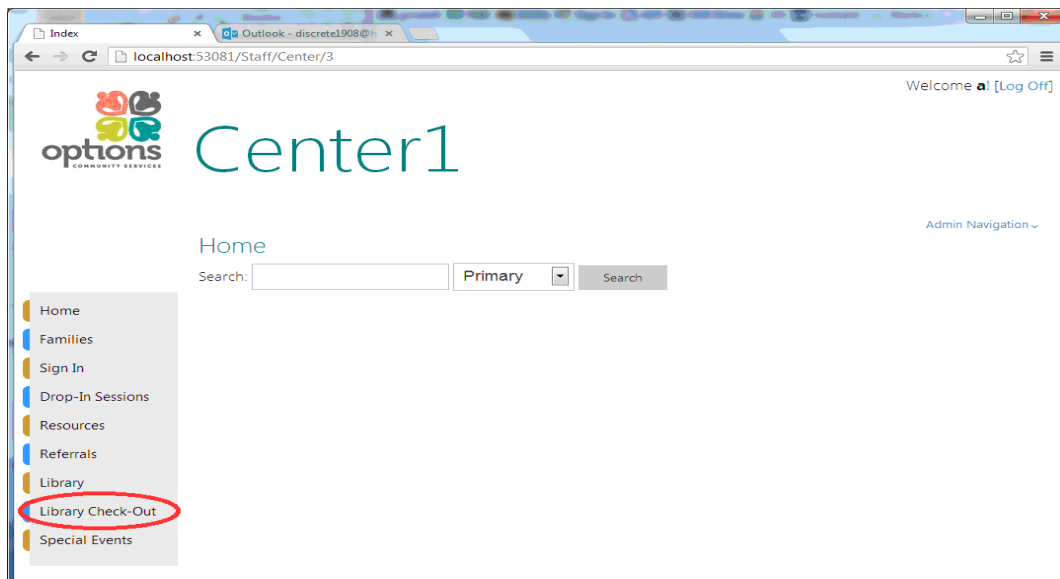 Index
Outlook - discrete1908@h
localhost:53081/Staff/Center/3
Welcome a! [Log Off]
options
COMMUNITY SERVICES
Center1
Admin Navigation
Home
Search: Primary Search
Home
Families
Sign In
Drop-In Sessions
Resources
Referrals
Library
Library Check-Out
Special Events